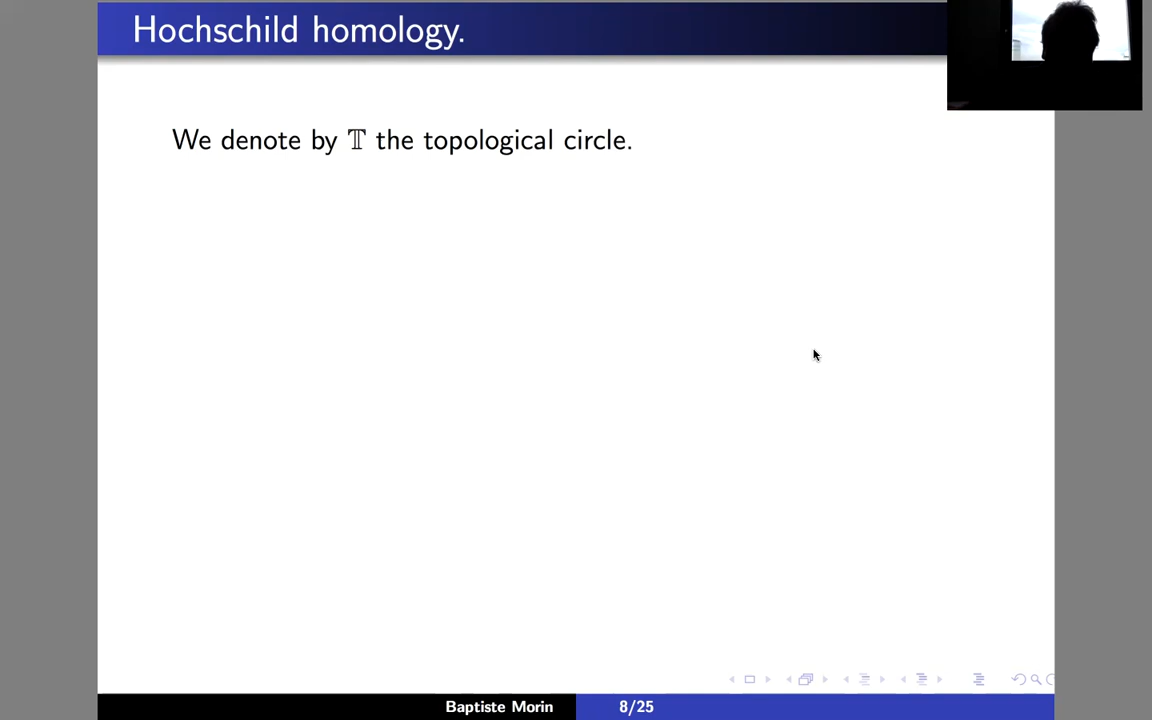 Hochschild homology.
We denote by 𝕋 the topological circle.
Baptiste Morin 8/25